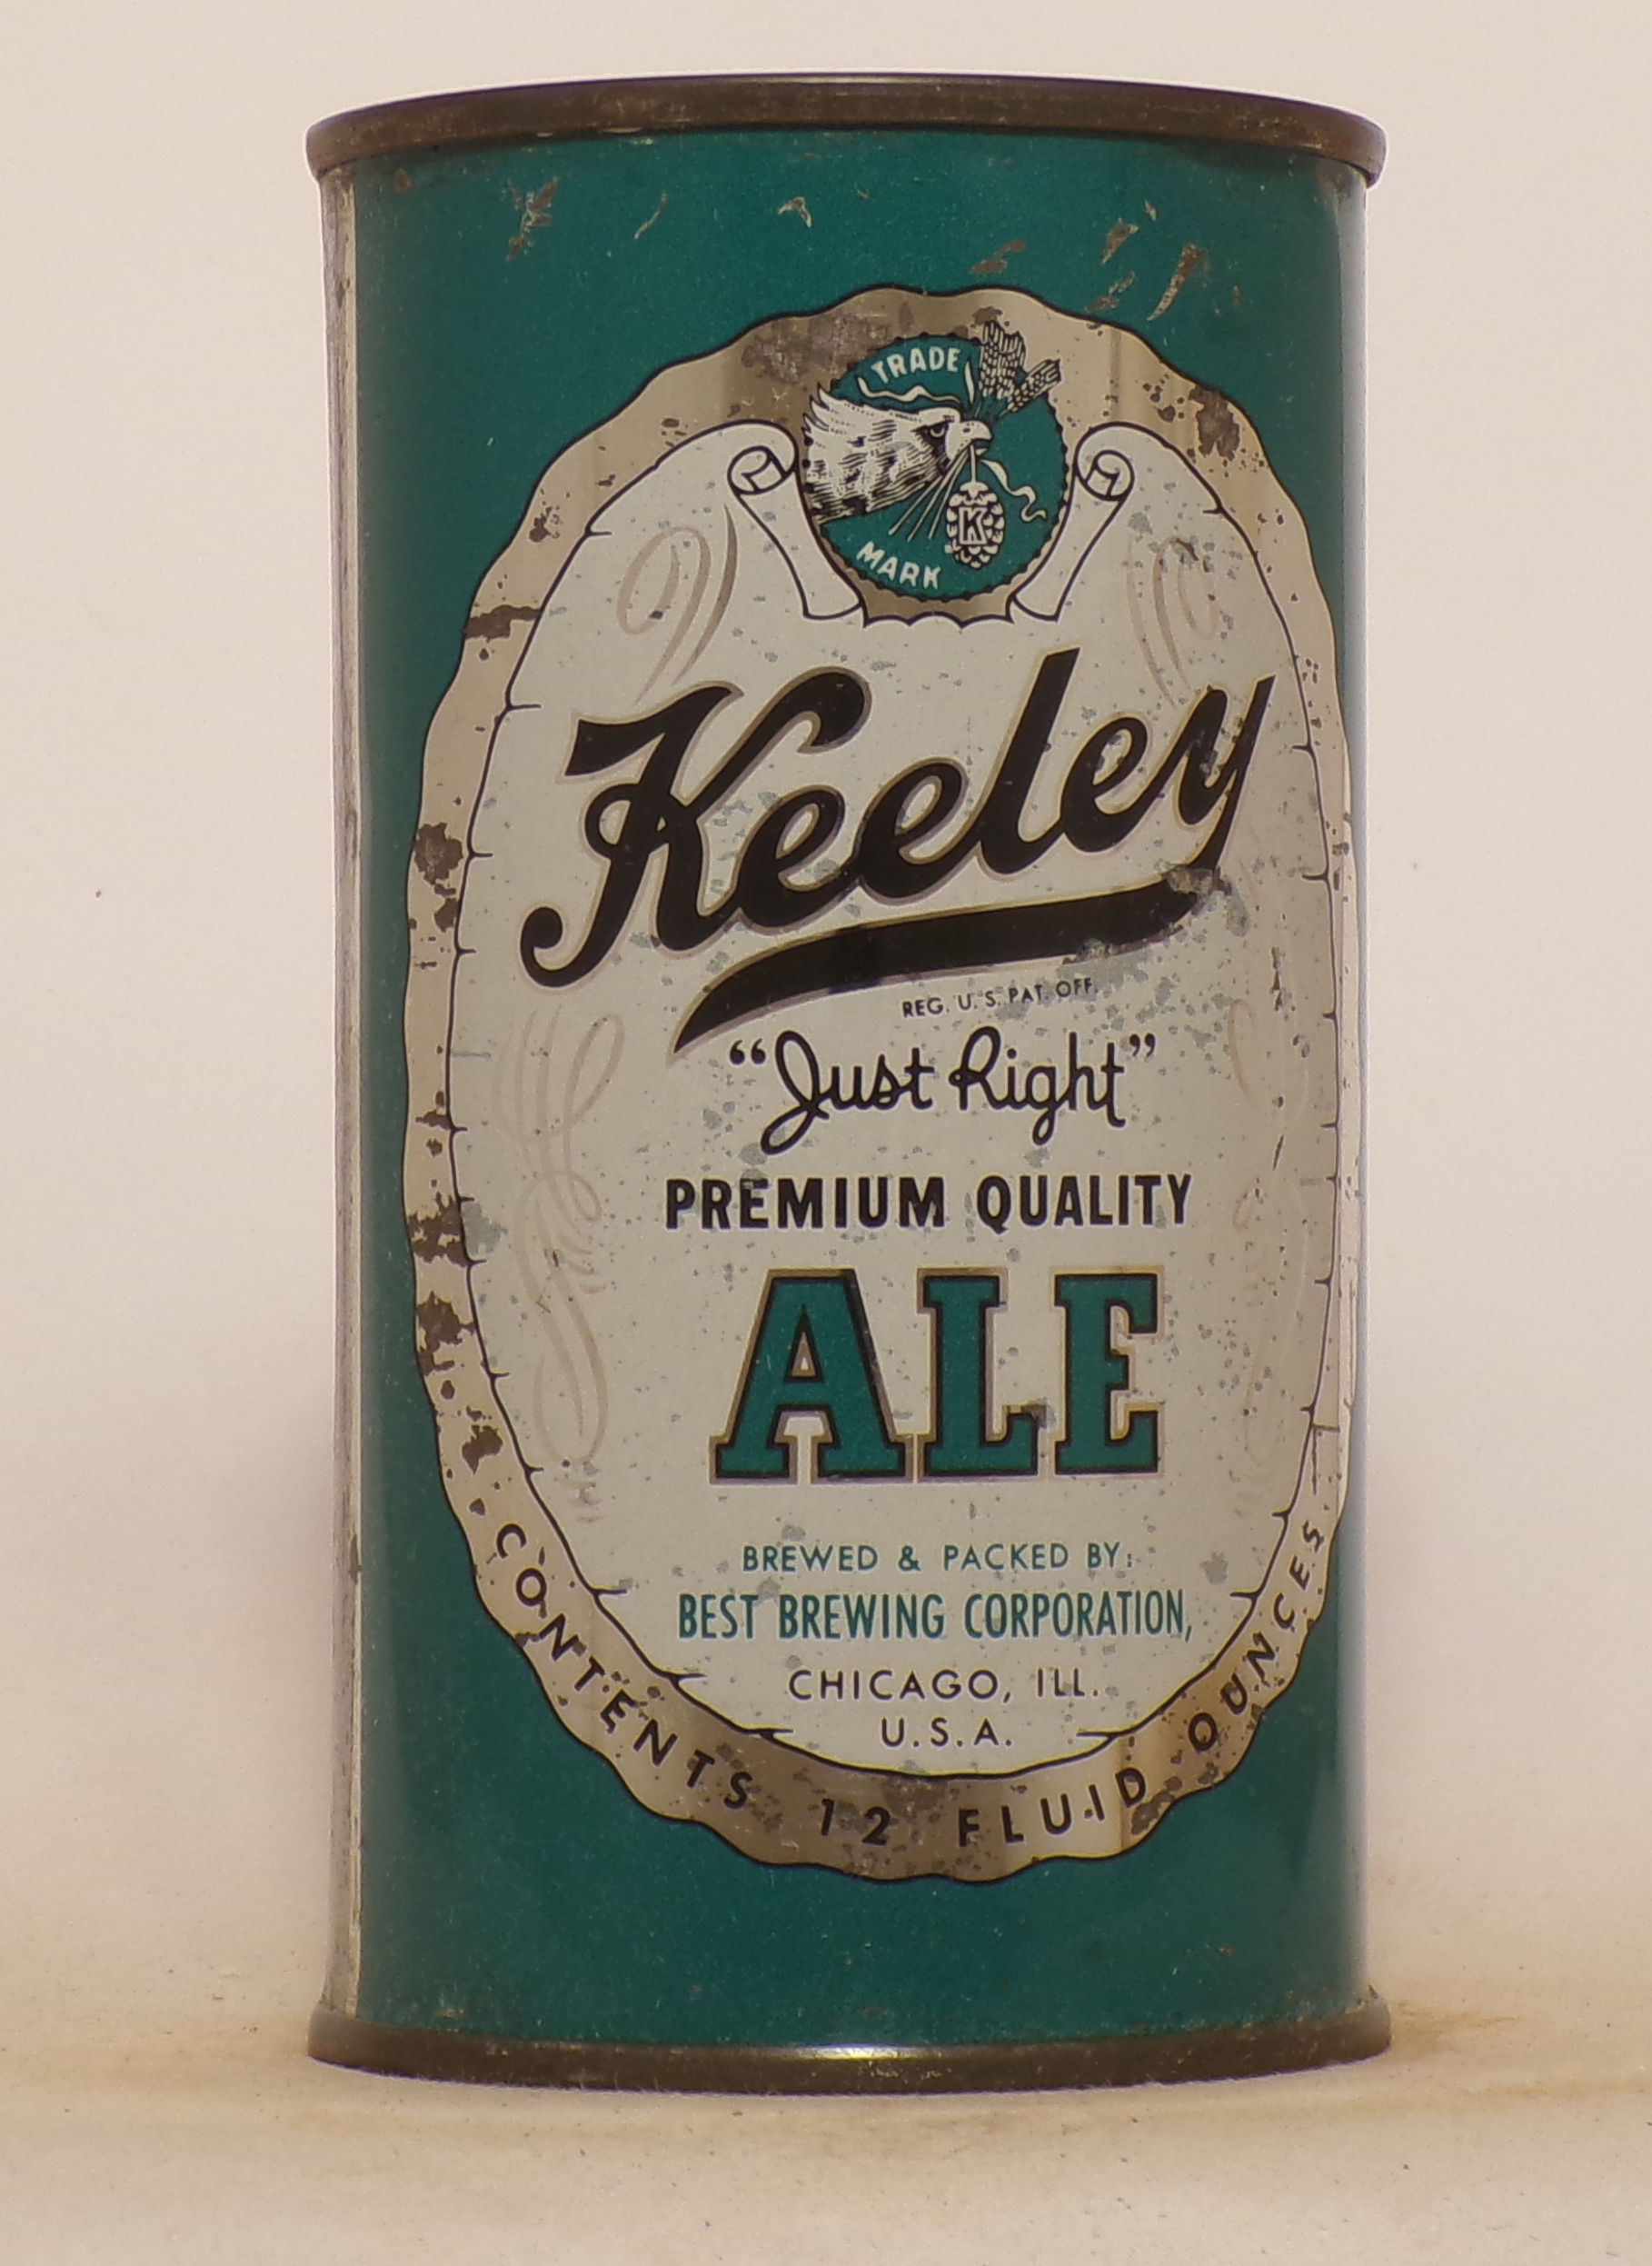 TRADE
K
MARK
Keeley
REG. U. S. PAT. OFF.
“Just Right”
PREMIUM QUALITY
ALE
BREWED & PACKED BY:
BEST BREWING CORPORATION,
CHICAGO, ILL.
U.S.A.
CONTENTS 12 FLUID OUNCES